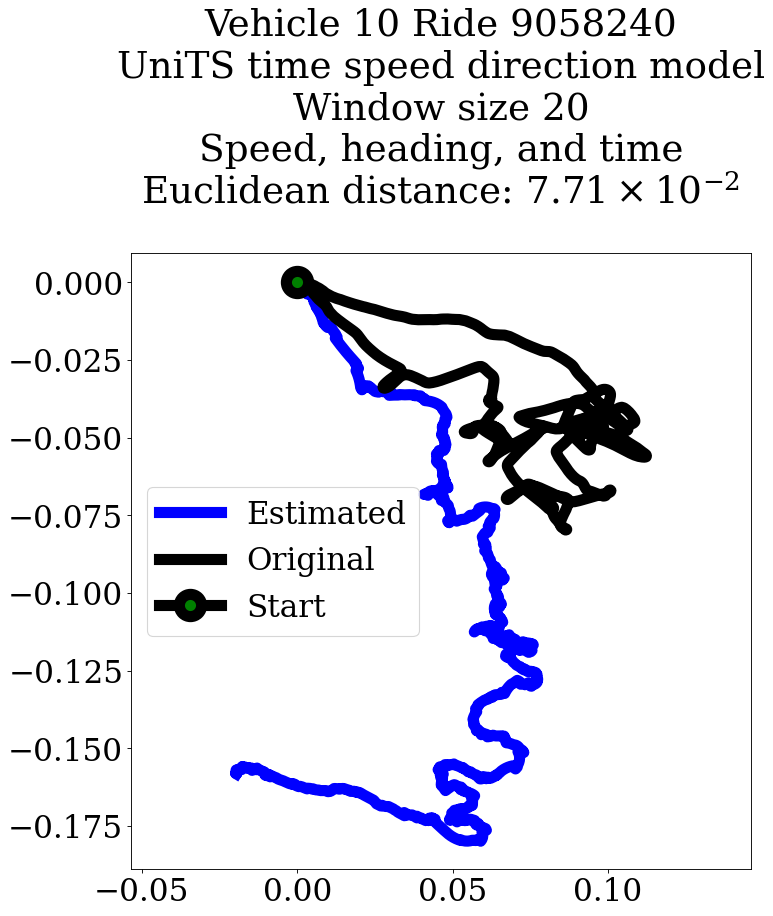 Vehicle 10 Ride 9058240
UniTS time speed direction model
Window size 20
Speed, heading, and time
Euclidean distance: 7.71 × 10⁻²
0.000
−0.025
−0.050
−0.075
−0.100
−0.125
−0.150
−0.175
Estimated
Original
Start
−0.05 0.00 0.05 0.10